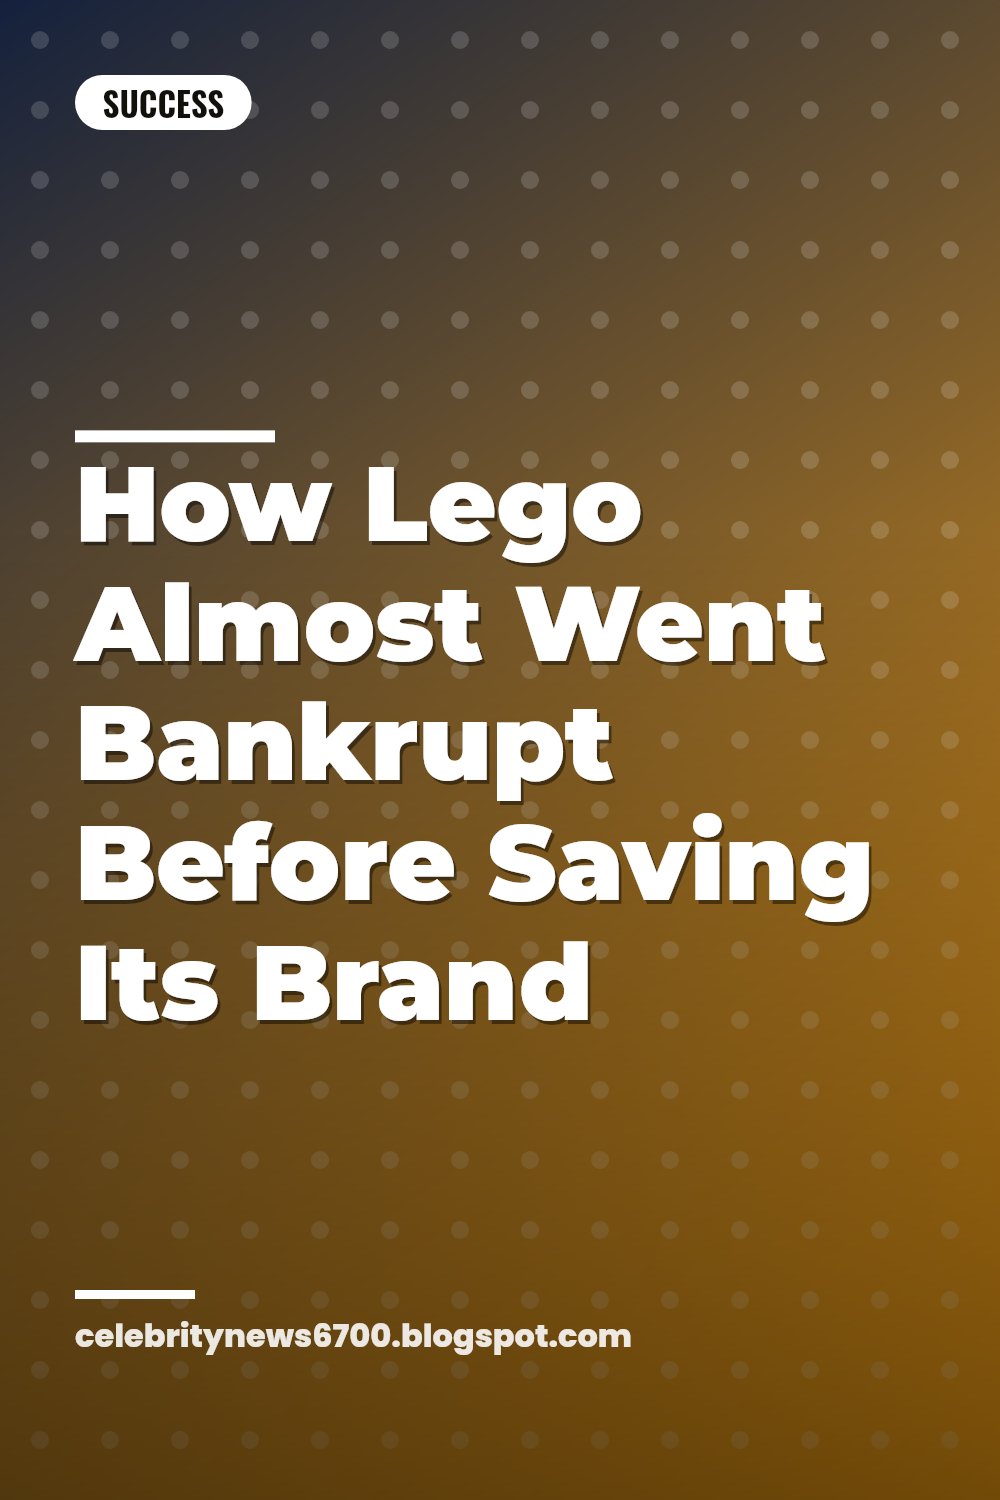 SUCCESS
How Lego
Almost Went
Bankrupt
Before Saving
Its Brand
celebritynews6700.blogspot.com